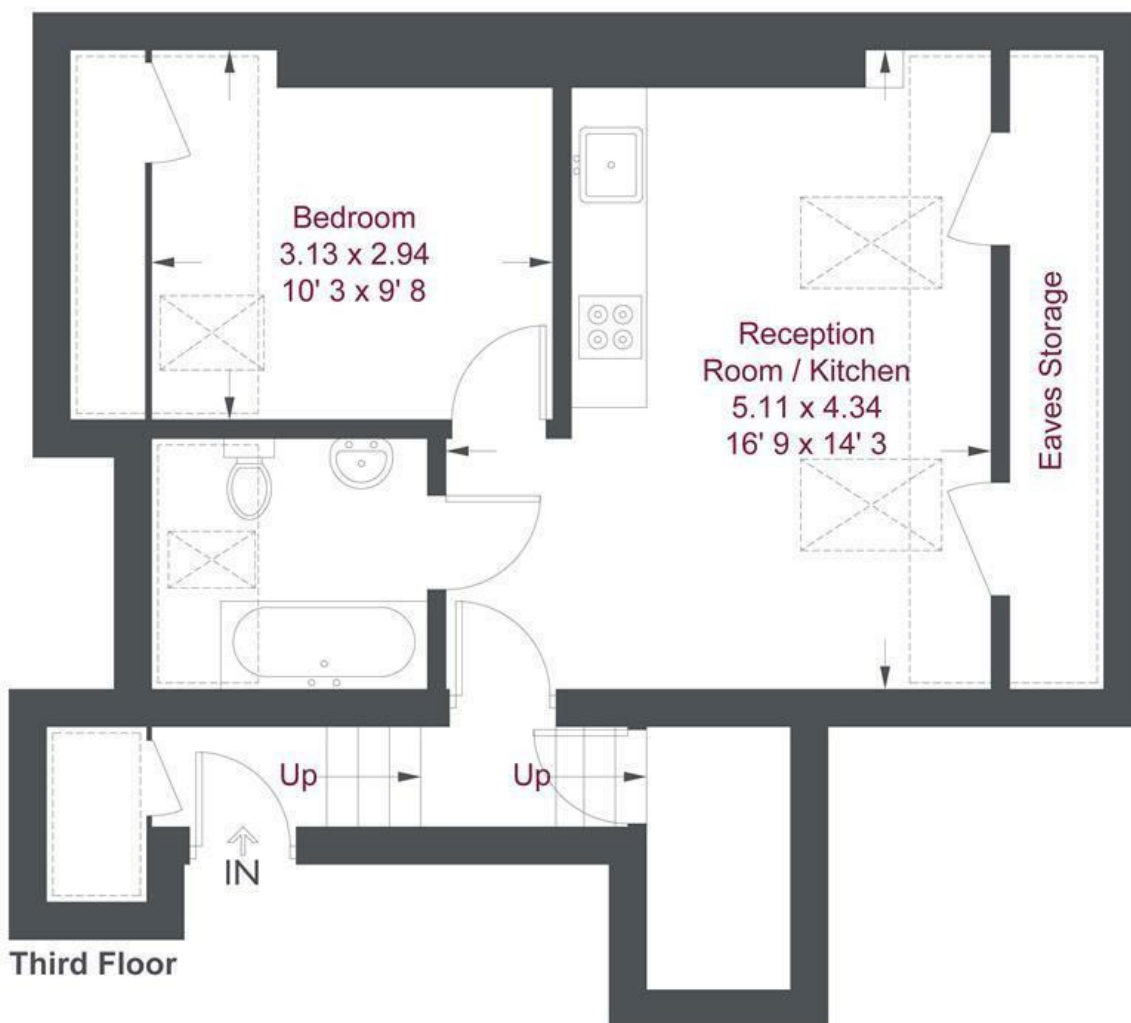 Bedroom
3.13 x 2.94
10' 3 x 9' 8
Reception
Room / Kitchen
5.11 x 4.34
16' 9 x 14' 3
Eaves Storage
Up
Up
IN
Third Floor